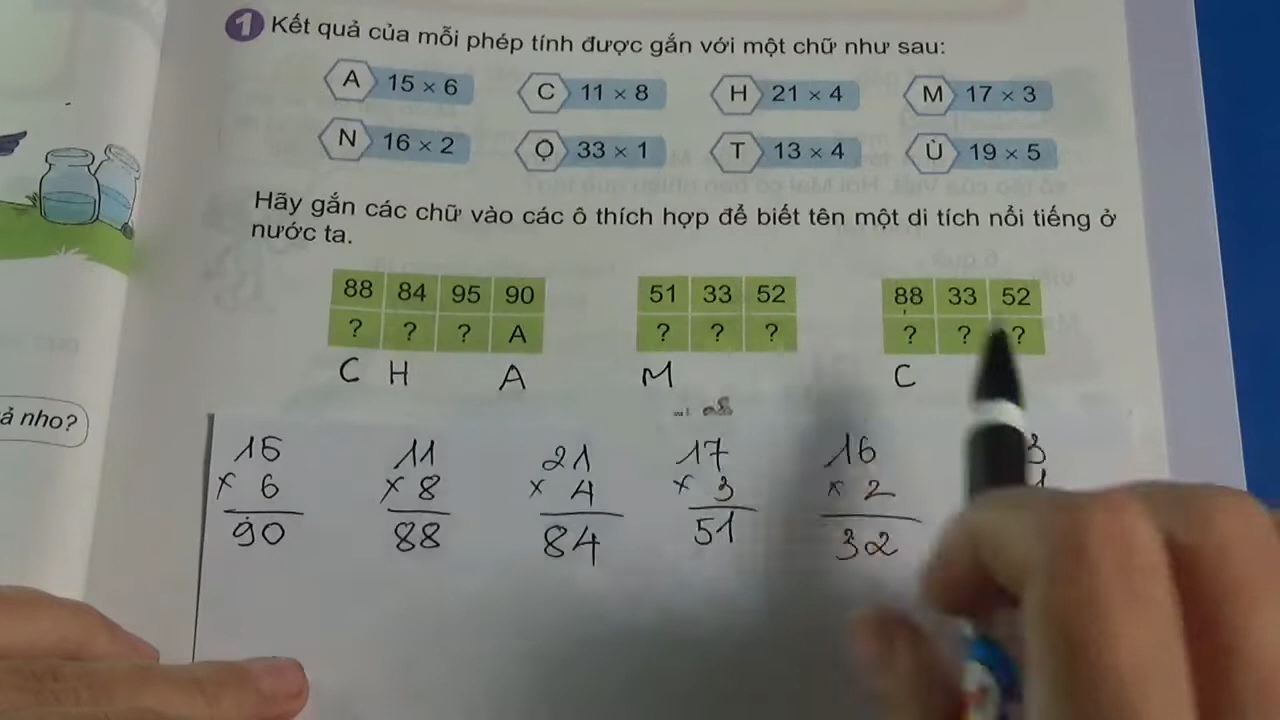 1 Kết quả của mỗi phép tính được gắn với một chữ như sau:
A 15 × 6 C 11 × 8 H 21 × 4 M 17 × 3
N 16 × 2 Ọ 33 × 1 T 13 × 4 Ù 19 × 5
Hãy gắn các chữ vào các ô thích hợp để biết tên một di tích nổi tiếng ở
nước ta.
88 84 95 90 51 33 52 88 33 52
? ? ? A ? ? ? ? ? ?
C H A M C
ả nho?
15 11 21 17 16 3
× 6 × 8 × 4 × 3 × 2
90 88 84 51 32